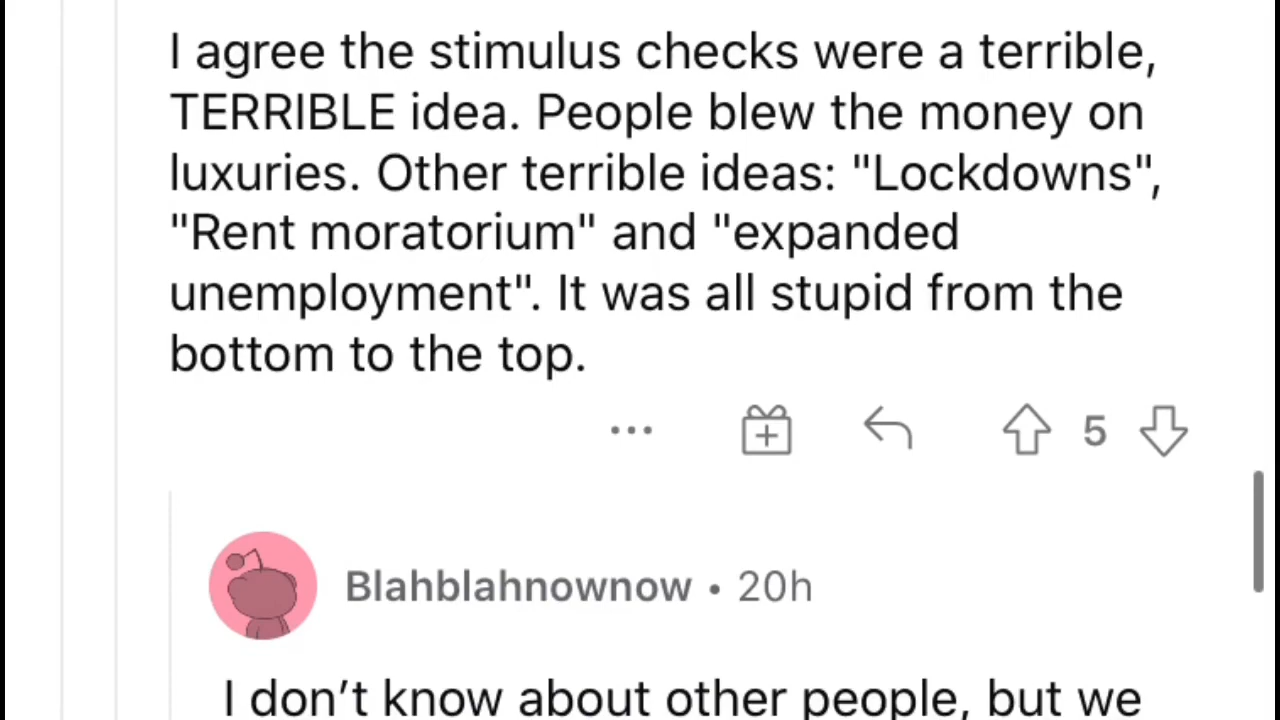 I agree the stimulus checks were a terrible,
TERRIBLE idea. People blew the money on
luxuries. Other terrible ideas: "Lockdowns",
"Rent moratorium" and "expanded
unemployment". It was all stupid from the
bottom to the top.
... 5
Blahblahnownow • 20h
I don't know about other people, but we